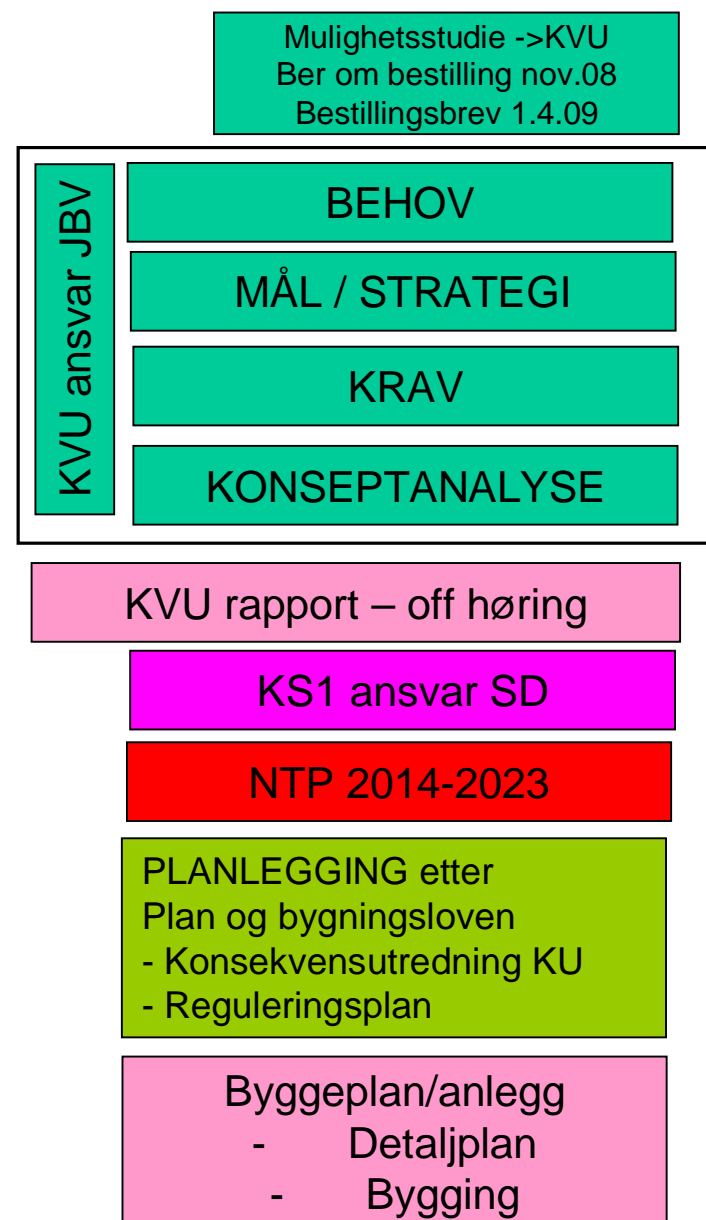 Mulighetsstudie ->KVU
Ber om bestilling nov.08
Bestillingsbrev 1.4.09
KVU ansvar JBV
BEHOV
MÅL / STRATEGI
KRAV
KONSEPTANALYSE
KVU rapport – off høring
KS1 ansvar SD
NTP 2014-2023
PLANLEGGING etter
Plan og bygningsloven
- Konsekvensutredning KU
- Reguleringsplan
Byggeplan/anlegg
- Detaljplan
- Bygging